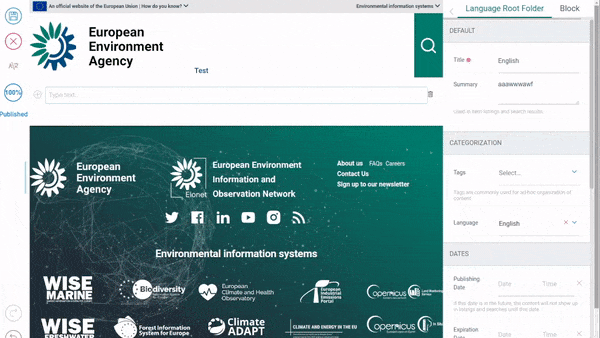 An official website of the European Union | How do you know?
Environmental information systems
European
Environment
Agency
Test
100%
Published
Type text...
European
Environment
Agency
Eionet
European Environment
Information and
Observation Network
About us FAQs Careers
Contact Us
Sign up to our newsletter
Environmental information systems
WISE
MARINE
Biodiversity
European
Climate and Health
Observatory
European
Industrial
Emissions
Portal
Copernicus
WISE
FRESHWATER
Forest Information
System for Europe
Climate
ADAPT
CLIMATE AND ENERGY IN THE EU
Copernicus
Language Root Folder
Block
DEFAULT
Title
English
Summary
aaawwwawf
Used in item listings and search results.
CATEGORIZATION
Tags
Select...
Tags are commonly used for ad-hoc organization of
content.
Language
English
DATES
Publishing
Date
Date
Time
If this date is in the future, the content will not show up
in listings and searches until this date.
Expiration
Date
Date
Time